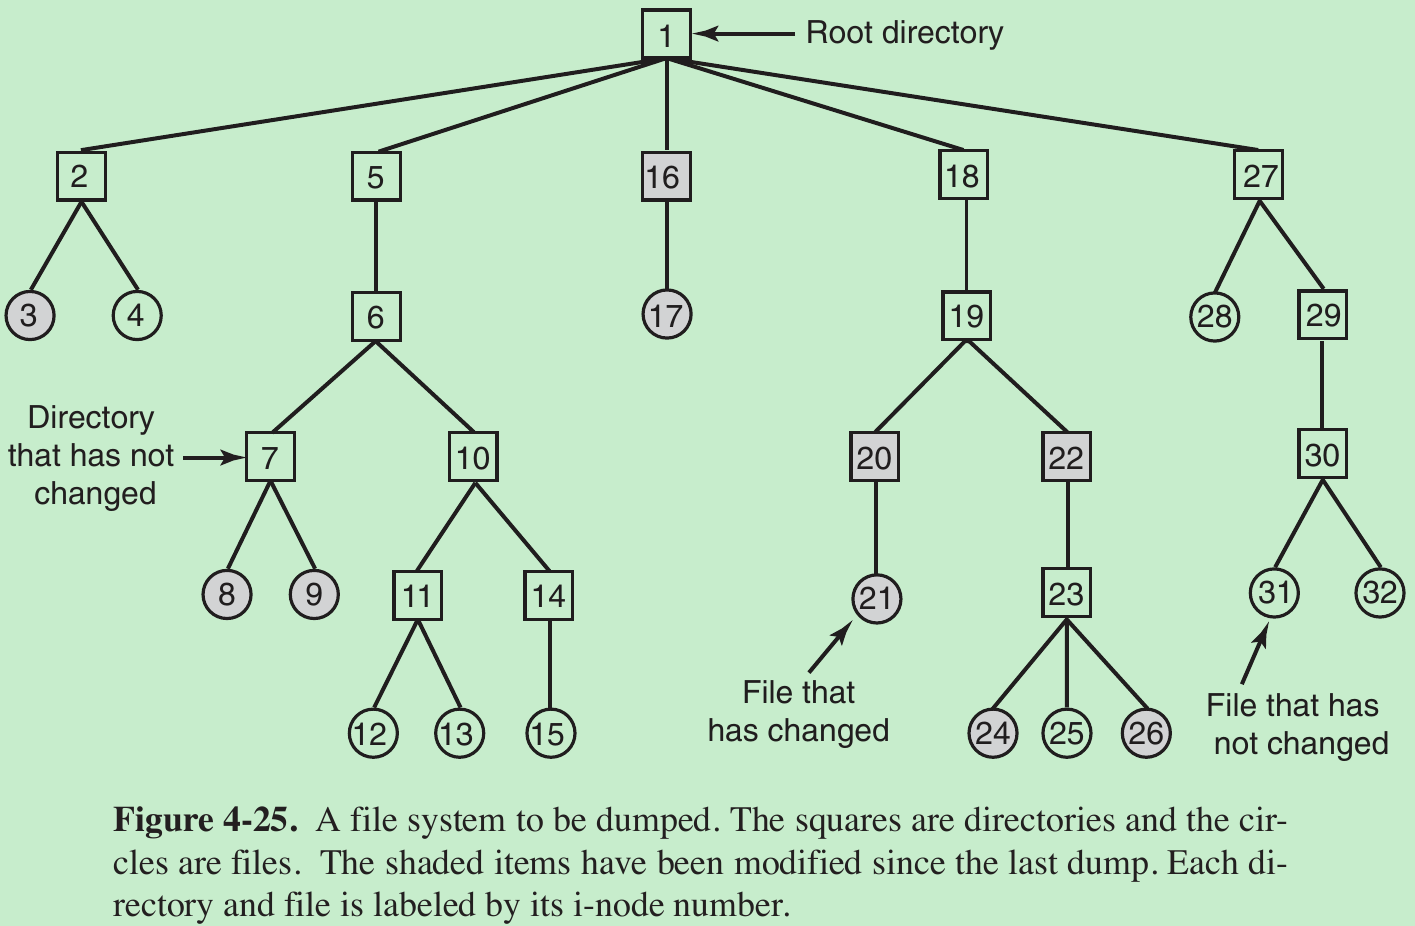 1
Root directory
2
5
16
18
27
3
4
6
17
19
28
29
Directory
that has not
changed
7
10
20
22
30
8
9
11
14
21
23
31
32
File that
has changed
File that has
not changed
12
13
15
24
25
26
Figure 4-25. A file system to be dumped. The squares are directories and the cir-
cles are files. The shaded items have been modified since the last dump. Each di-
rectory and file is labeled by its i-node number.